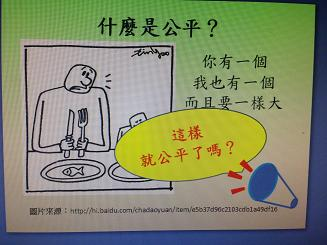 什麼是公平？
你有一個
我也有一個
而且要一樣大
這樣
就公平了嗎？
圖片來源：http://hi.baidu.com/chadaoyuan/item/e5b37d96c2103cdb1a49df16